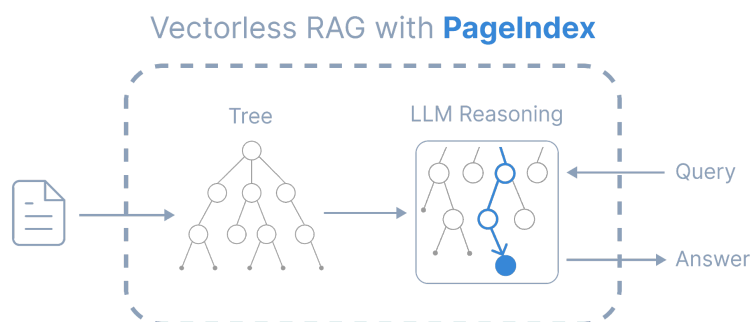 Vectorless RAG with PageIndex
Tree
LLM Reasoning
Query
Answer